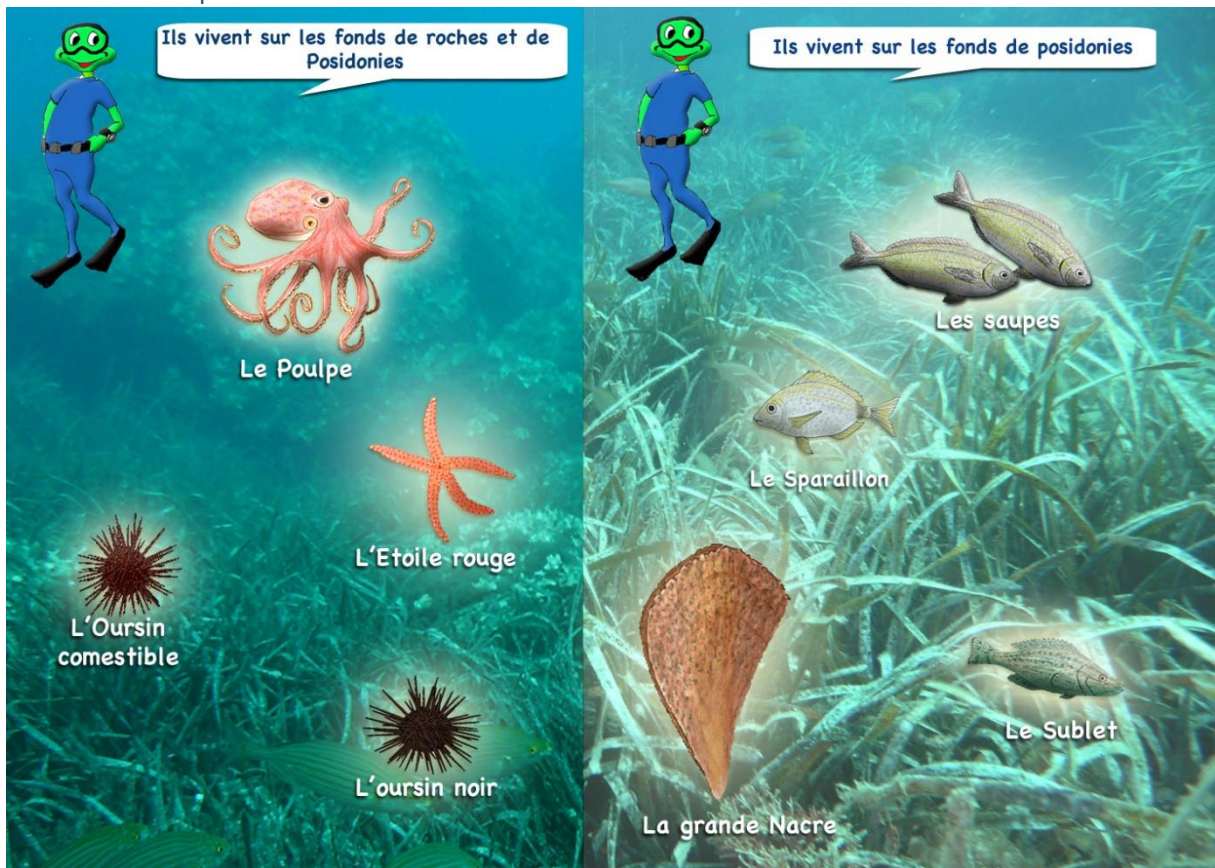 Ils vivent sur les fonds de roches et de
Posidonies
Le Poulpe
L'Etoile rouge
L'Oursin
comestible
L'oursin noir
Ils vivent sur les fonds de posidonies
Les saupes
Le Sparaillon
Le Sublet
La grande Nacre